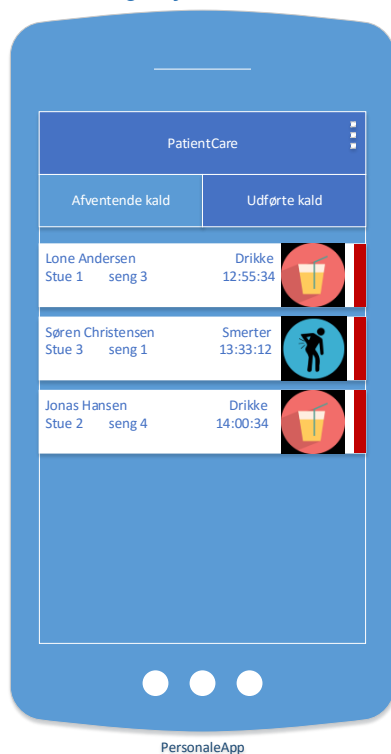 PatientCare
Afventende kald Udførte kald
Lone Andersen Drikke
Stue 1 seng 3 12:55:34
Søren Christensen Smerter
Stue 3 seng 1 13:33:12
Jonas Hansen Drikke
Stue 2 seng 4 14:00:34
PersonaleApp